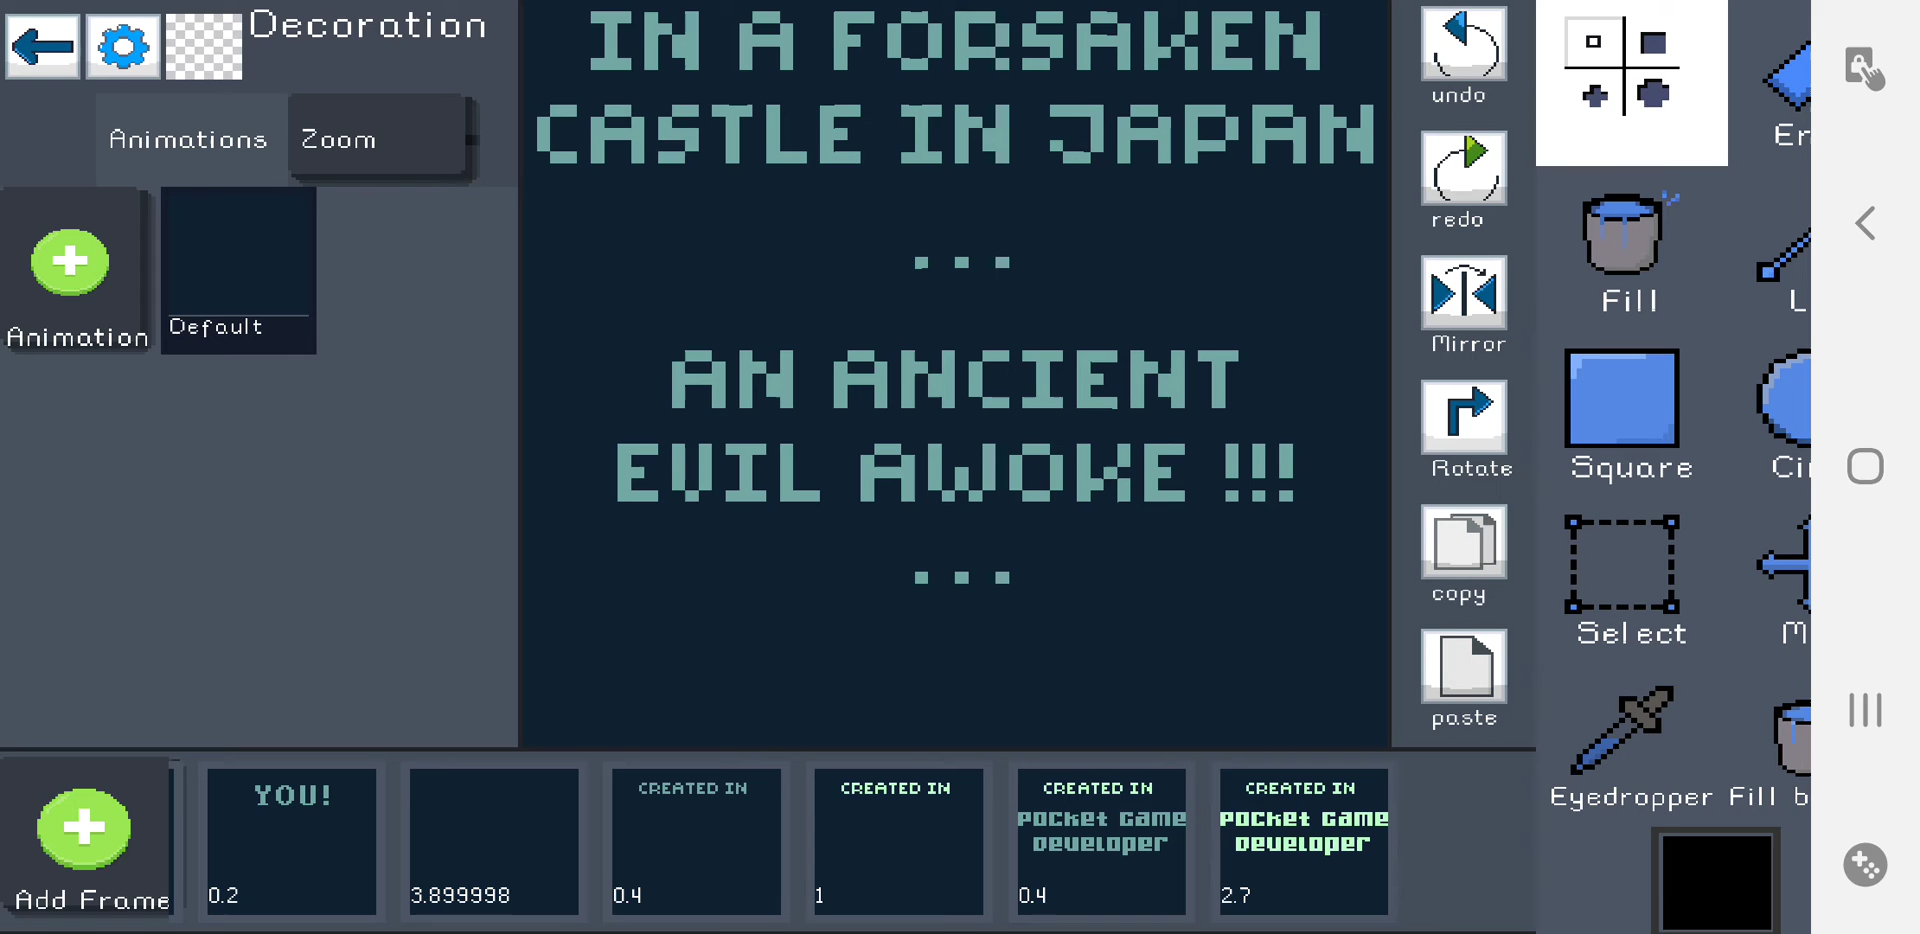 Decoration
Animations
Zoom
Animation
Default
IN A FORSAKEN
CASTLE IN JAPAN
...
AN ANCIENT
EVIL AWOKE !!!
...
undo
redo
Mirror
Rotate
copy
paste
Er
Fill
L
Square
Cir
Select
M
Eyedropper
Fill b
Add Frame
YOU!
0.2
3.899998
CREATED IN
0.4
CREATED IN
1
CREATED IN
POCKET GAME
DEVELOPER
0.4
CREATED IN
POCKET GAME
DEVELOPER
2.7